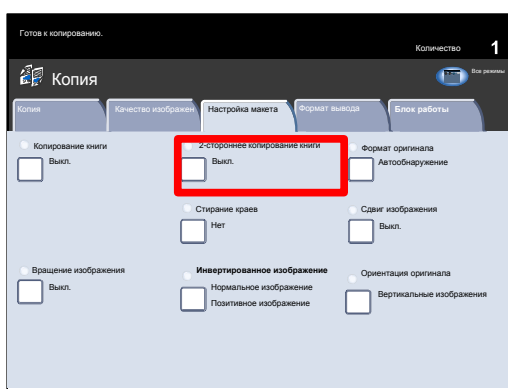 Готов к копированию.
Количество 1
Копия
Все режимы
Копия
Качество изображен
Настройка макета
Формат вывода
Блок работы
Копирование книги
Выкл.
2-стороннее копирование книги
Выкл.
Формат оригинала
Автообнаружение
Стирание краев
Нет
Сдвиг изображения
Выкл.
Вращение изображения
Выкл.
Инвертированное изображение
Нормальное изображение
Позитивное изображение
Ориентация оригинала
Вертикальные изображения